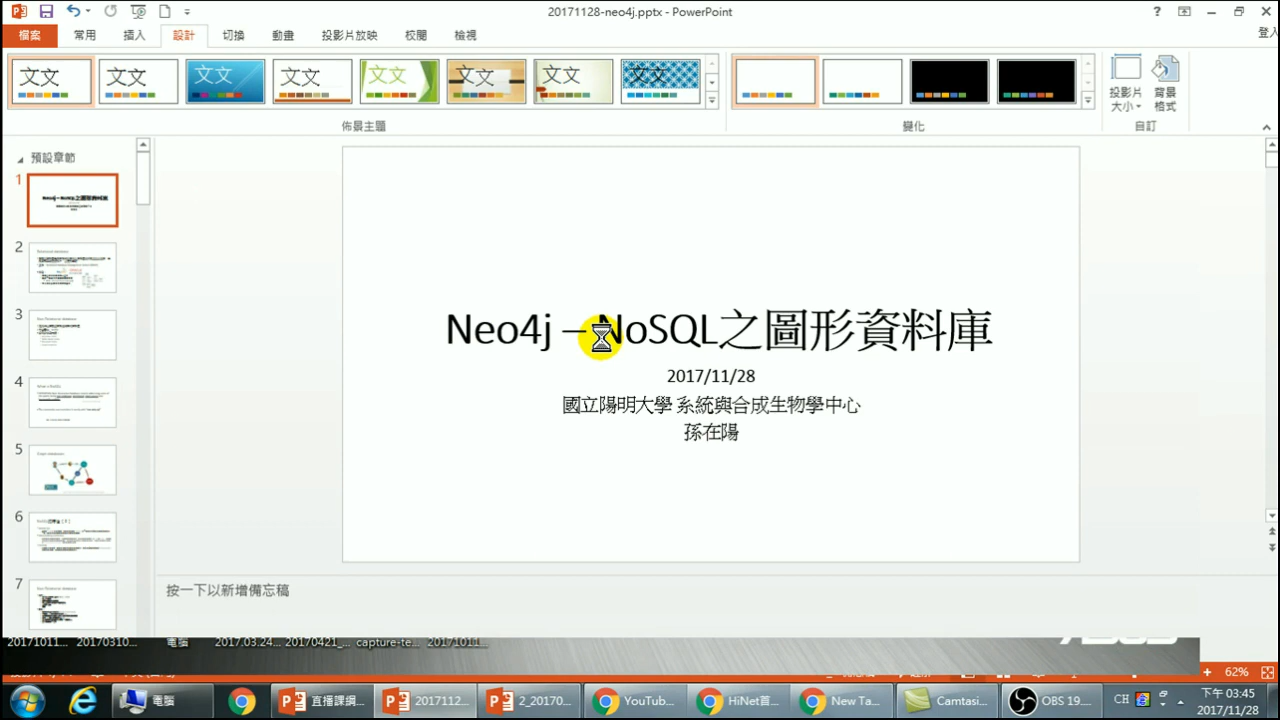 20171128-neo4j.pptx - PowerPoint
檔案 常用 插入 設計 切換 動畫 投影片放映 校閱 檢視
登入
文文 文文 文文 文文 文文 文文 文文 文文
投影片大小 背景格式
佈景主題 變化 自訂
預設章節
1
2
3
4
5
6
7
Neo4j – NoSQL之圖形資料庫
2017/11/28
國立陽明大學 系統與合成生物學中心
孫在陽
按一下以新增備忘稿
20171011... 20170310... 電腦 2017.03.24... 20170421_... capture-te... 20171011...
62%
電腦 直播課綱... 2017112... 2_20170... YouTub... HiNet首... New Ta... Camtasi... OBS 19.... CH
下午 03:45
2017/11/28